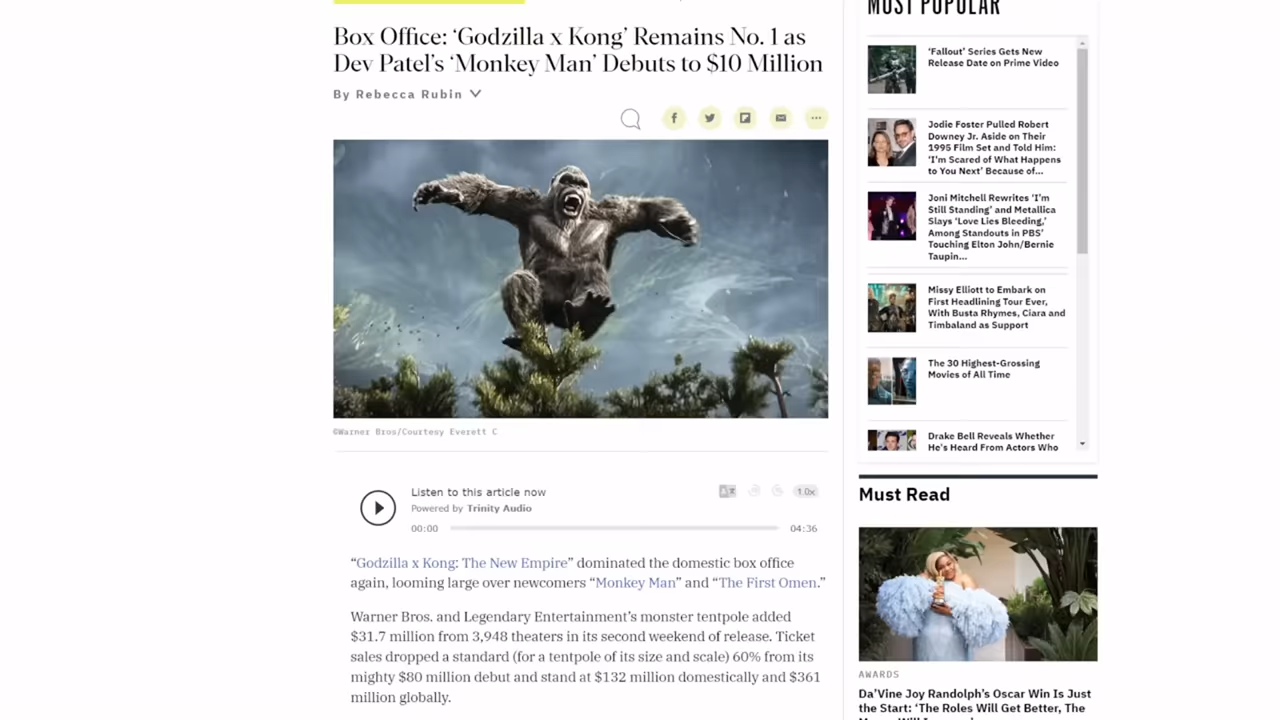 MOST POPULAR
Box Office: ‘Godzilla x Kong’ Remains No. 1 as
Dev Patel’s ‘Monkey Man’ Debuts to $10 Million
By Rebecca Rubin
©Warner Bros/Courtesy Everett C
Listen to this article now
Powered by Trinity Audio
1.0x
00:00
04:36
“Godzilla x Kong: The New Empire” dominated the domestic box office
again, looming large over newcomers “Monkey Man” and “The First Omen.”
Warner Bros. and Legendary Entertainment’s monster tentpole added
$31.7 million from 3,948 theaters in its second weekend of release. Ticket
sales dropped a standard (for a tentpole of its size and scale) 60% from its
mighty $80 million debut and stand at $132 million domestically and $361
million globally.
‘Fallout’ Series Gets New
Release Date on Prime Video
Jodie Foster Pulled Robert
Downey Jr. Aside on Their
1995 Film Set and Told Him:
‘I’m Scared of What Happens
to You Next’ Because of...
Joni Mitchell Rewrites ‘I’m
Still Standing’ and Metallica
Slays ‘Love Lies Bleeding,’
Among Standouts in PBS’
Touching Elton John/Bernie
Taupin...
Missy Elliott to Embark on
First Headlining Tour Ever,
With Busta Rhymes, Ciara and
Timbaland as Support
The 30 Highest-Grossing
Movies of All Time
Drake Bell Reveals Whether
He’s Heard From Actors Who
Must Read
AWARDS
Da’Vine Joy Randolph’s Oscar Win Is Just
the Start: ‘The Roles Will Get Better, The